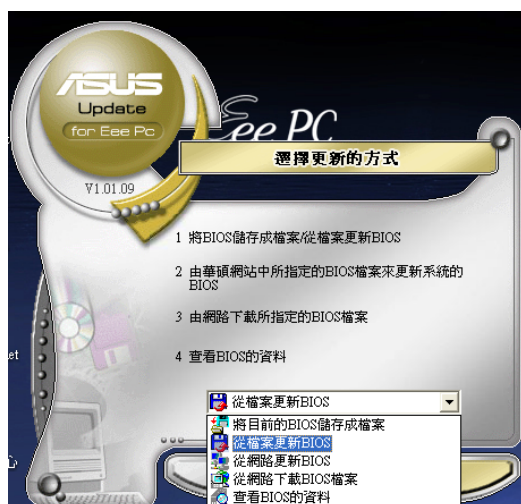 ASUS
Update
for Eee Pc
Eee PC
選擇更新的方式
V1.01.09
1 將BIOS儲存成檔案/從檔案更新BIOS
2 由華碩網站中所指定的BIOS檔案來更新系統的
BIOS
3 由網路下載所指定的BIOS檔案
4 查看BIOS的資料
從檔案更新BIOS
將目前的BIOS儲存成檔案
從檔案更新BIOS
從網路更新BIOS
從網路下載BIOS檔案
查看BIOS的資料